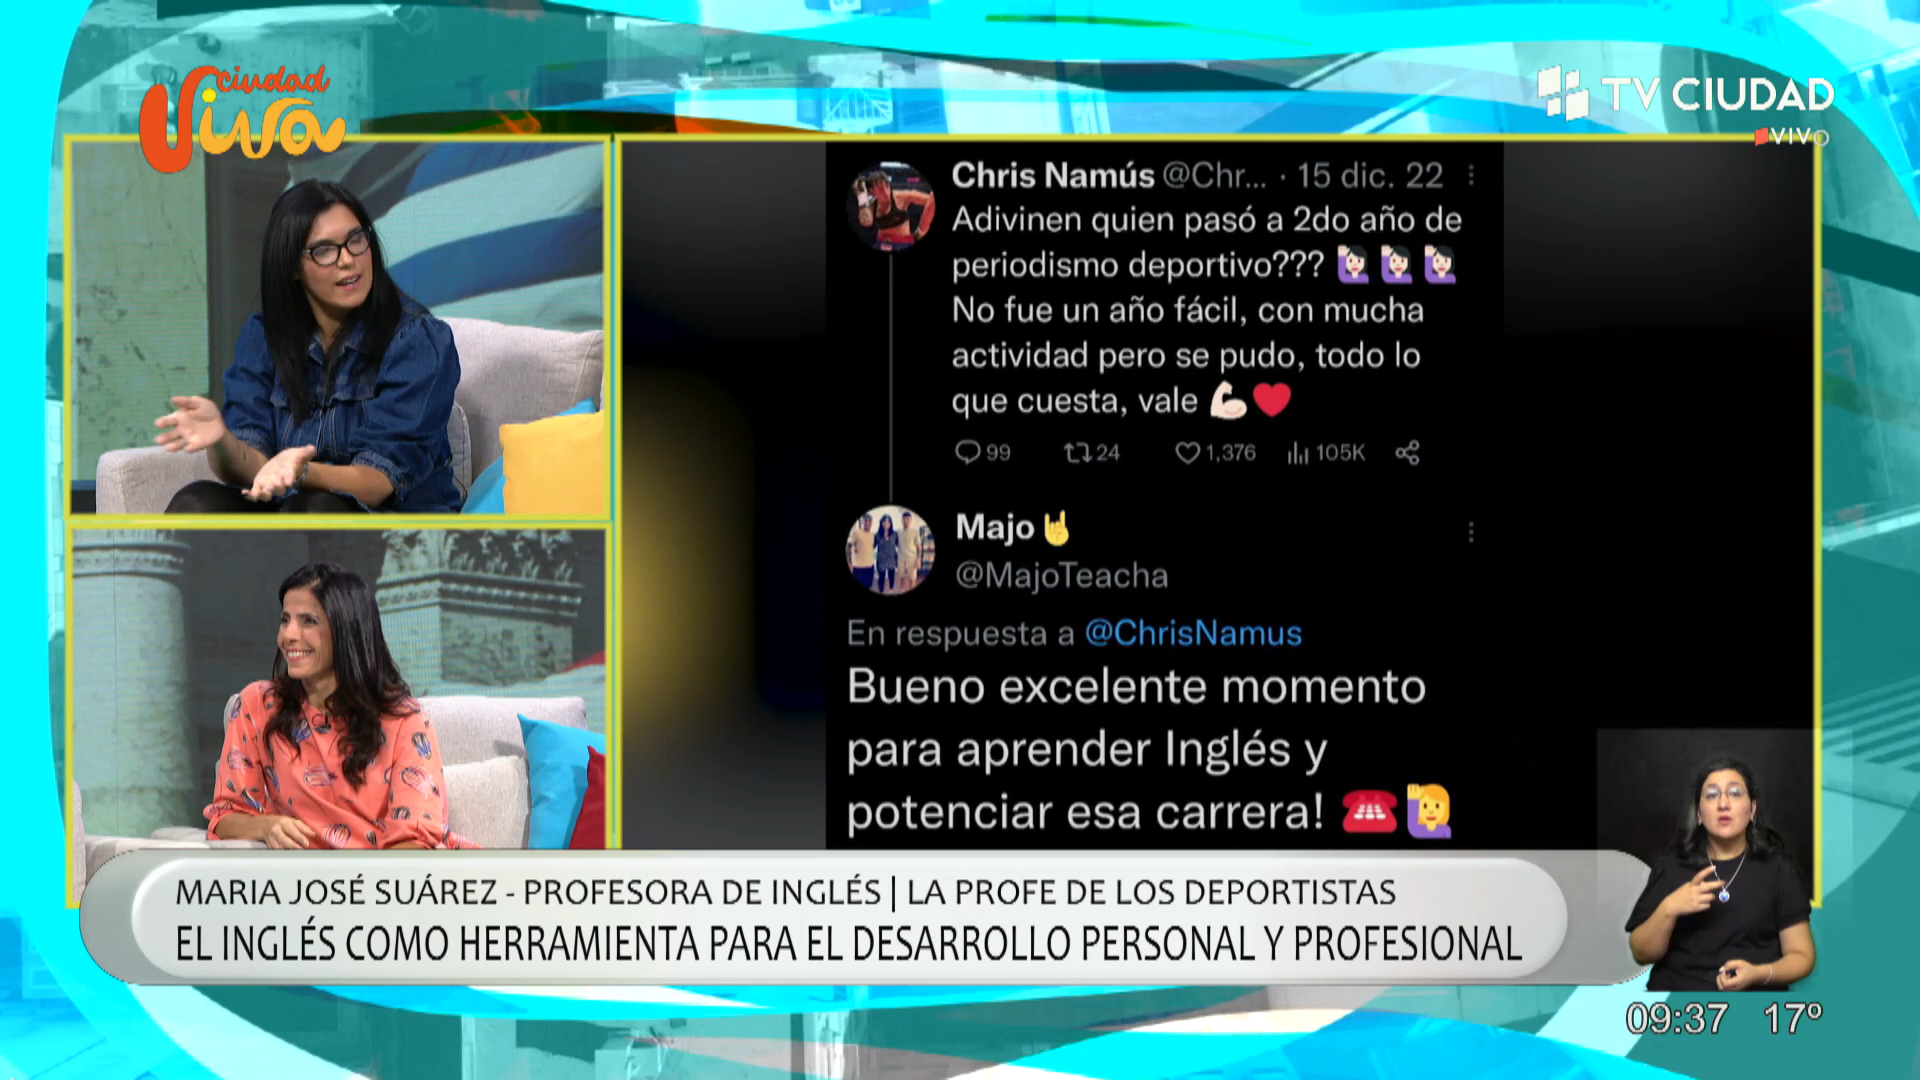 ciudad
Viva
TV CIUDAD
VIVO
Chris Namús @Chr... · 15 dic. 22
Adivinen quien pasó a 2do año de
periodismo deportivo??? 🙋🏻‍♀️🙋🏻‍♀️🙋🏻‍♀️
No fue un año fácil, con mucha
actividad pero se pudo, todo lo
que cuesta, vale 💪🏻❤️
99 24 1,376 105K
Majo 🤘
@MajoTeacha
En respuesta a @ChrisNamus
Bueno excelente momento
para aprender Inglés y
potenciar esa carrera! ☎️🙋‍♀️
MARIA JOSÉ SUÁREZ - PROFESORA DE INGLÉS | LA PROFE DE LOS DEPORTISTAS
EL INGLÉS COMO HERRAMIENTA PARA EL DESARROLLO PERSONAL Y PROFESIONAL
09:37 17º